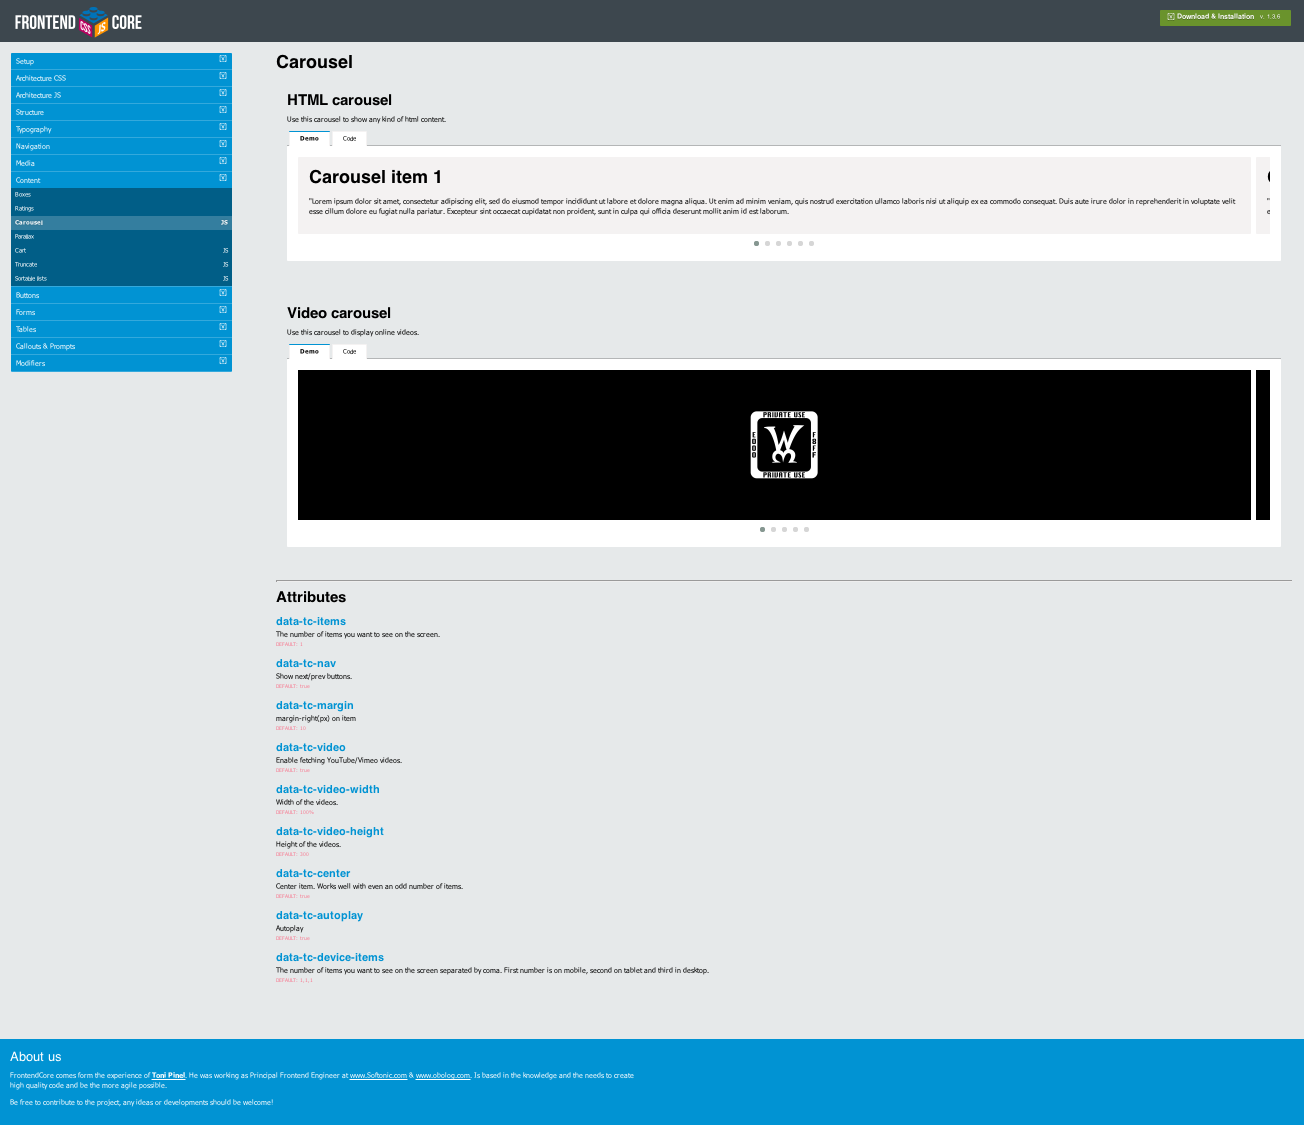 FRONTEND CSS JS CORE
Download & Installation v. 1.3.6
Setup
Architecture CSS
Architecture JS
Structure
Typography
Navigation
Media
Content
Boxes
Ratings
Carousel JS
Parallax
Cart JS
Truncate JS
Sortable lists JS
Buttons
Forms
Tables
Callouts & Prompts
Modifiers
Carousel
HTML carousel
Use this carousel to show any kind of html content.
Demo Code
Carousel item 1
"Lorem ipsum dolor sit amet, consectetur adipiscing elit, sed do eiusmod tempor incididunt ut labore et dolore magna aliqua. Ut enim ad minim veniam, quis nostrud exercitation ullamco laboris nisi ut aliquip ex ea commodo consequat. Duis aute irure dolor in reprehenderit in voluptate velit
esse cillum dolore eu fugiat nulla pariatur. Excepteur sint occaecat cupidatat non proident, sunt in culpa qui officia deserunt mollit anim id est laborum.
Video carousel
Use this carousel to display online videos.
Demo Code
PRIVATE USE
E000
F8FF
PRIVATE USE
Attributes
data-tc-items
The number of items you want to see on the screen.
DEFAULT: 1
data-tc-nav
Show next/prev buttons.
DEFAULT: true
data-tc-margin
margin-right(px) on item
DEFAULT: 10
data-tc-video
Enable fetching YouTube/Vimeo videos.
DEFAULT: true
data-tc-video-width
Width of the videos.
DEFAULT: 100%
data-tc-video-height
Height of the videos.
DEFAULT: 300
data-tc-center
Center item. Works well with even an odd number of items.
DEFAULT: true
data-tc-autoplay
Autoplay
DEFAULT: true
data-tc-device-items
The number of items you want to see on the screen separated by coma. First number is on mobile, second on tablet and third in desktop.
DEFAULT: 1,1,1
About us
FrontendCore comes form the experience of Toni Pinel. He was working as Principal Frontend Engineer at www.Softonic.com & www.obolog.com. Is based in the knowledge and the needs to create
high quality code and be the more agile possible.
Be free to contribute to the project, any ideas or developments should be welcome!